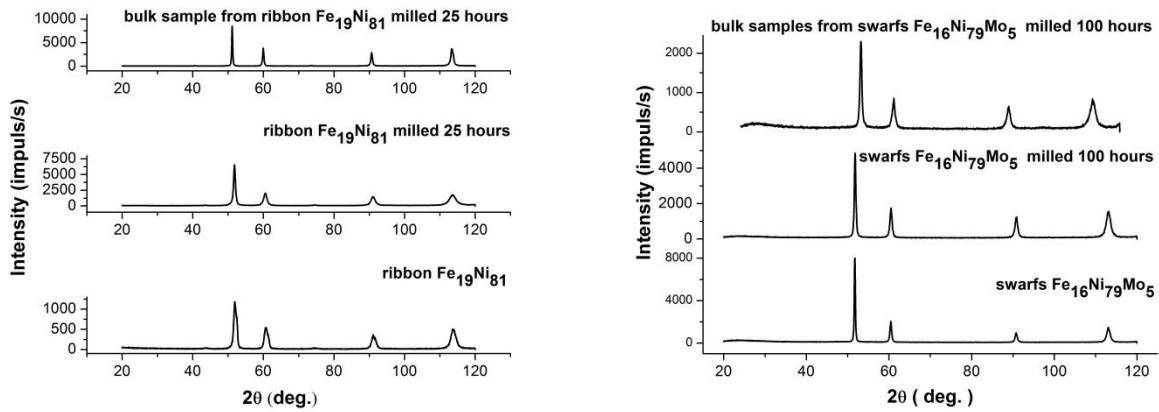 bulk sample from ribbon Fe19Ni81 milled 25 hours
10000
5000
0
20 40 60 80 100 120
ribbon Fe19Ni81 milled 25 hours
7500
5000
2500
0
20 40 60 80 100 120
ribbon Fe19Ni81
1000
500
0
20 40 60 80 100 120
Intensity (impuls/s)
2θ (deg.)
bulk samples from swarfs Fe16Ni79Mo5 milled 100 hours
2000
1000
0
swarfs Fe16Ni79Mo5 milled 100 hours
4000
2000
0
swarfs Fe16Ni79Mo5
8000
4000
0
20 40 60 80 100 120
Intensity (impuls/s)
2θ ( deg. )